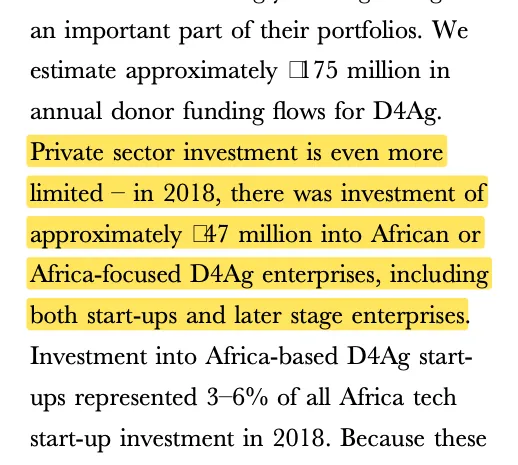 an important part of their portfolios. We
estimate approximately □175 million in
annual donor funding flows for D4Ag.
Private sector investment is even more
limited – in 2018, there was investment of
approximately □47 million into African or
Africa-focused D4Ag enterprises, including
both start-ups and later stage enterprises.
Investment into Africa-based D4Ag start-
ups represented 3–6% of all Africa tech
start-up investment in 2018. Because these